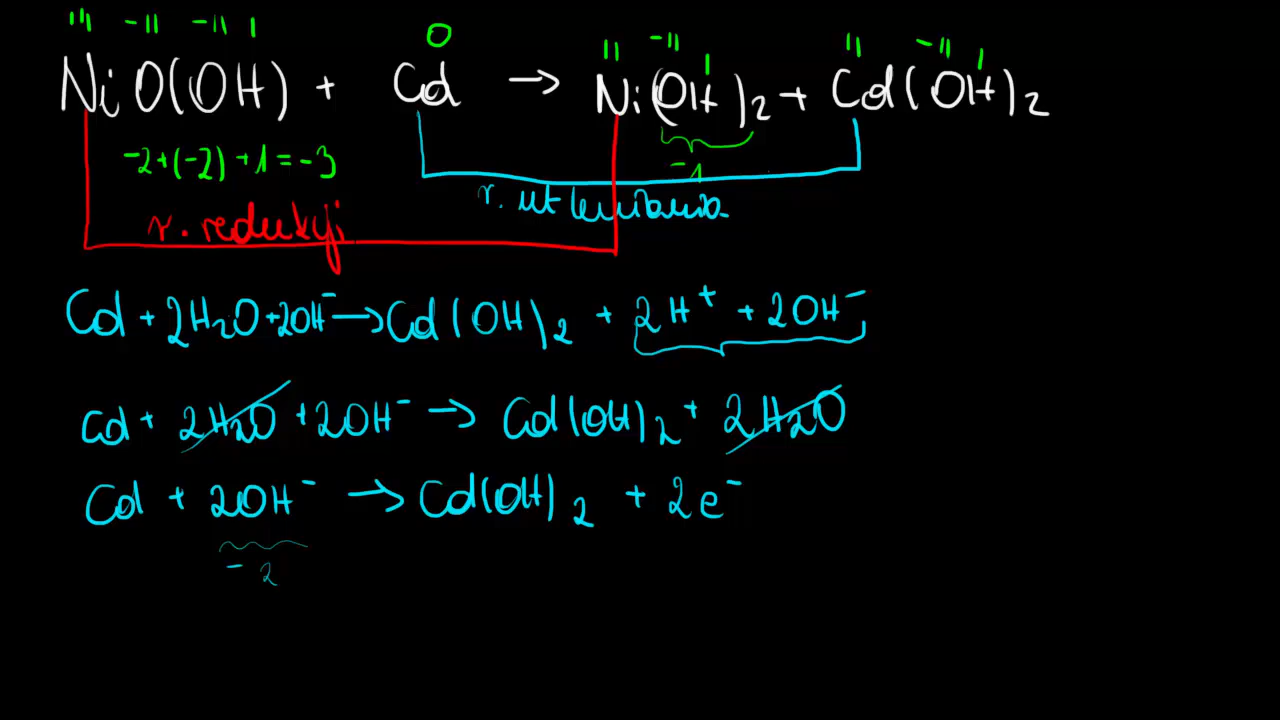 III -II -II I 0 II -II I II -II I
NiO(OH) + Cd → Ni(OH)₂ + Cd(OH)₂
-2+(-2)+1=-3 -1
r. utleniania
r. redukcji
Cd + 2H₂O + 2OH⁻ → Cd(OH)₂ + 2H⁺ + 2OH⁻
Cd + 2H₂O + 2OH⁻ → Cd(OH)₂ + 2H₂O
Cd + 2OH⁻ → Cd(OH)₂ + 2e⁻
-2